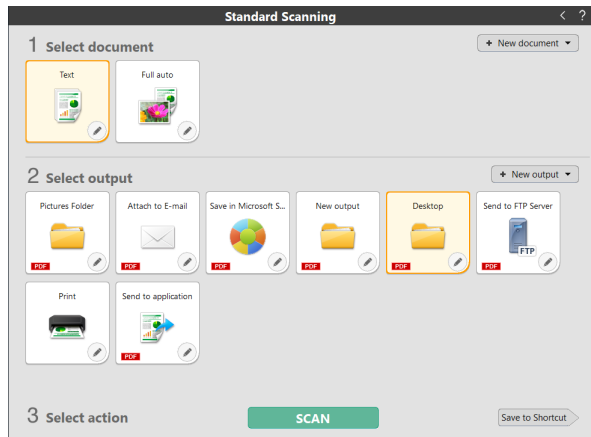 Standard Scanning
< ?
1 Select document
+ New document
Text
Full auto
2 Select output
+ New output
Pictures Folder
Attach to E-mail
Save in Microsoft S...
New output
Desktop
Send to FTP Server
PDF
PDF
PDF
PDF
PDF
FTP
PDF
Print
Send to application
PDF
3 Select action
SCAN
Save to Shortcut